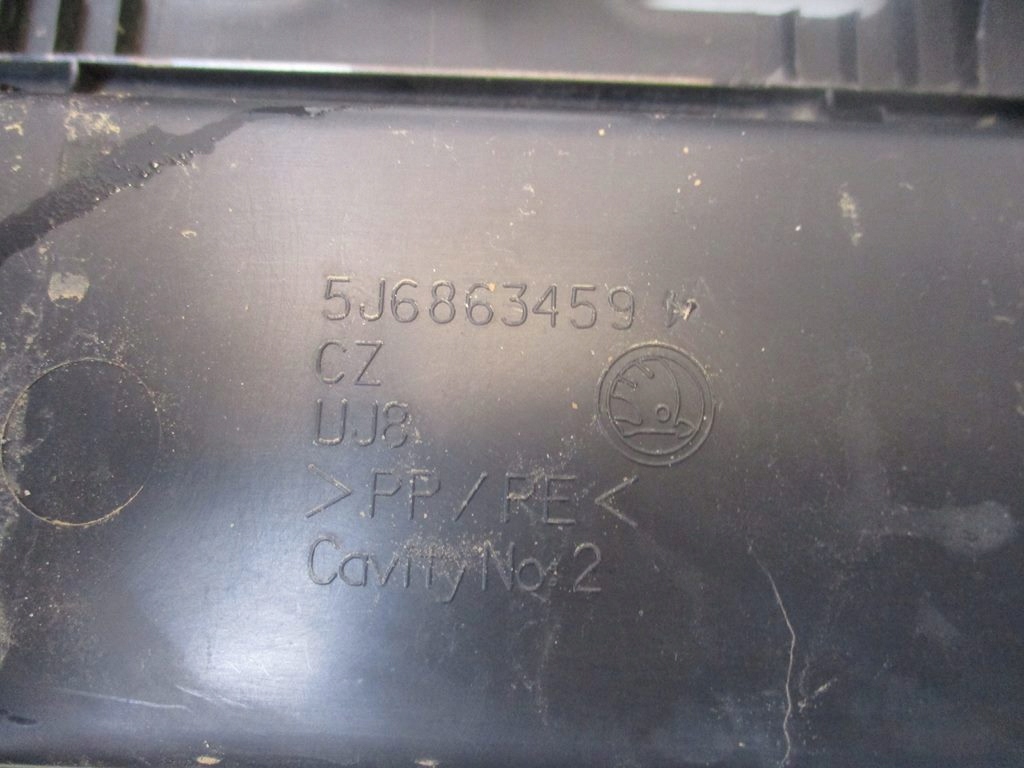 5J6863459
CZ
UJ8
>PP/PE<
Cavity No.2